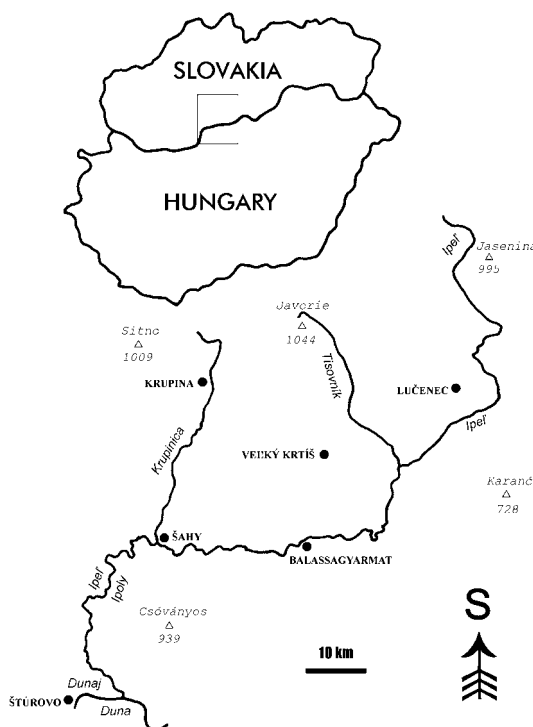 SLOVAKIA
HUNGARY
Ipeľ
Jasenina
995
Javorie
1044
Sitno
1009
Tisovník
KRUPINA
LUČENEC
Ipeľ
Krupinica
VEĽKÝ KRTÍŠ
Karanč
728
ŠAHY
BALASSAGYARMAT
Ipeľ
Ipoly
Csóványos
939
S
10 km
Dunaj
ŠTÚROVO
Duna